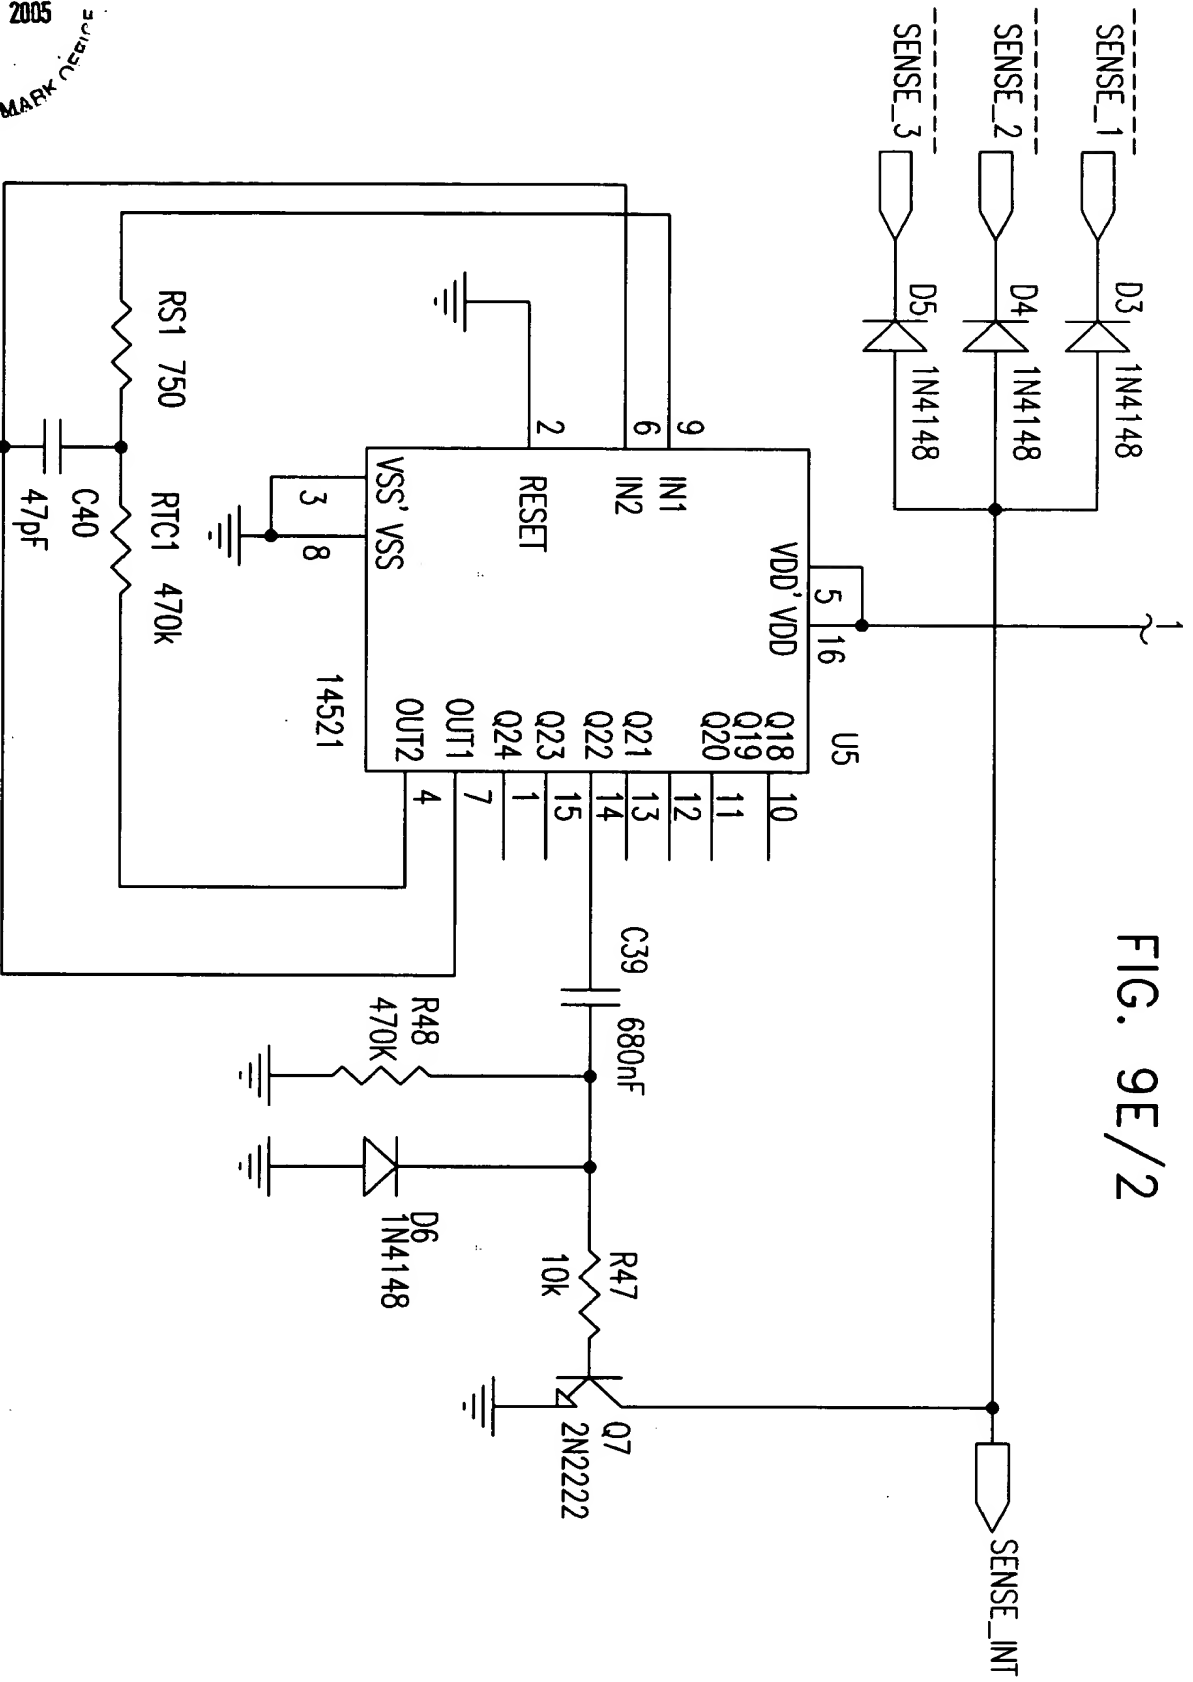 2005
MARK OFFICE
FIG. 9E/2
1
SENSE_1
D3
1N4148
SENSE_2
D4
1N4148
SENSE_3
D5
1N4148
SENSE_INT
U5
5
16
VDD' VDD
9
IN1
6
IN2
2
RESET
VSS' VSS
3
8
14521
Q18
10
Q19
Q20
11
12
Q21
13
Q22
14
Q23
15
Q24
1
OUT1
7
OUT2
4
RS1 750
RTC1 470k
C40
47pF
C39
680nF
R48
470K
D6
1N4148
R47
10k
Q7
2N2222